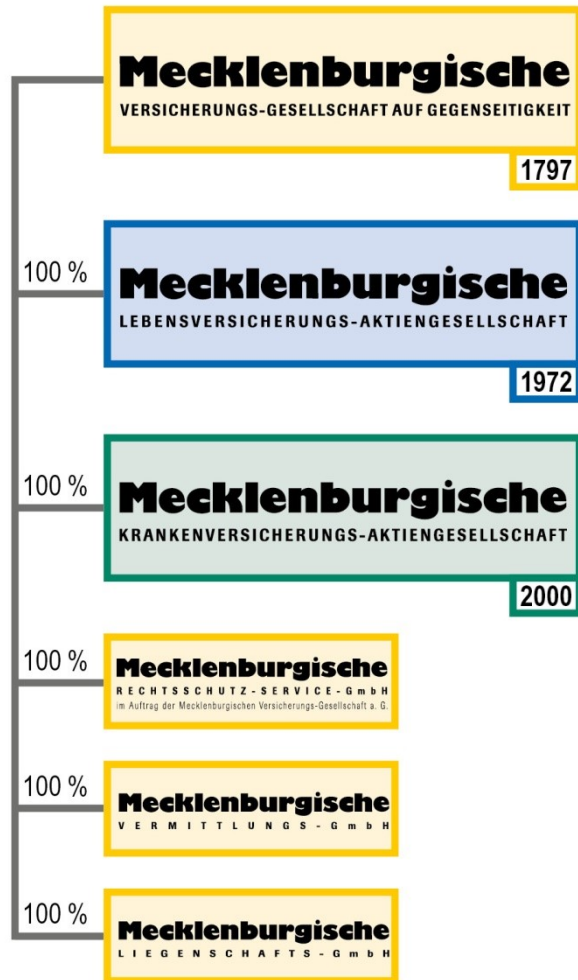 Mecklenburgische
VERSICHERUNGS-GESELLSCHAFT AUF GEGENSEITIGKEIT
1797
100 %
Mecklenburgische
LEBENSVERSICHERUNGS-AKTIENGESELLSCHAFT
1972
100 %
Mecklenburgische
KRANKENVERSICHERUNGS-AKTIENGESELLSCHAFT
2000
100 %
Mecklenburgische
RECHTSSCHUTZ-SERVICE-GmbH
im Auftrag der Mecklenburgischen Versicherungs-Gesellschaft a. G.
100 %
Mecklenburgische
VERMITTLUNGS-GmbH
100 %
Mecklenburgische
LIEGENSCHAFTS-GmbH